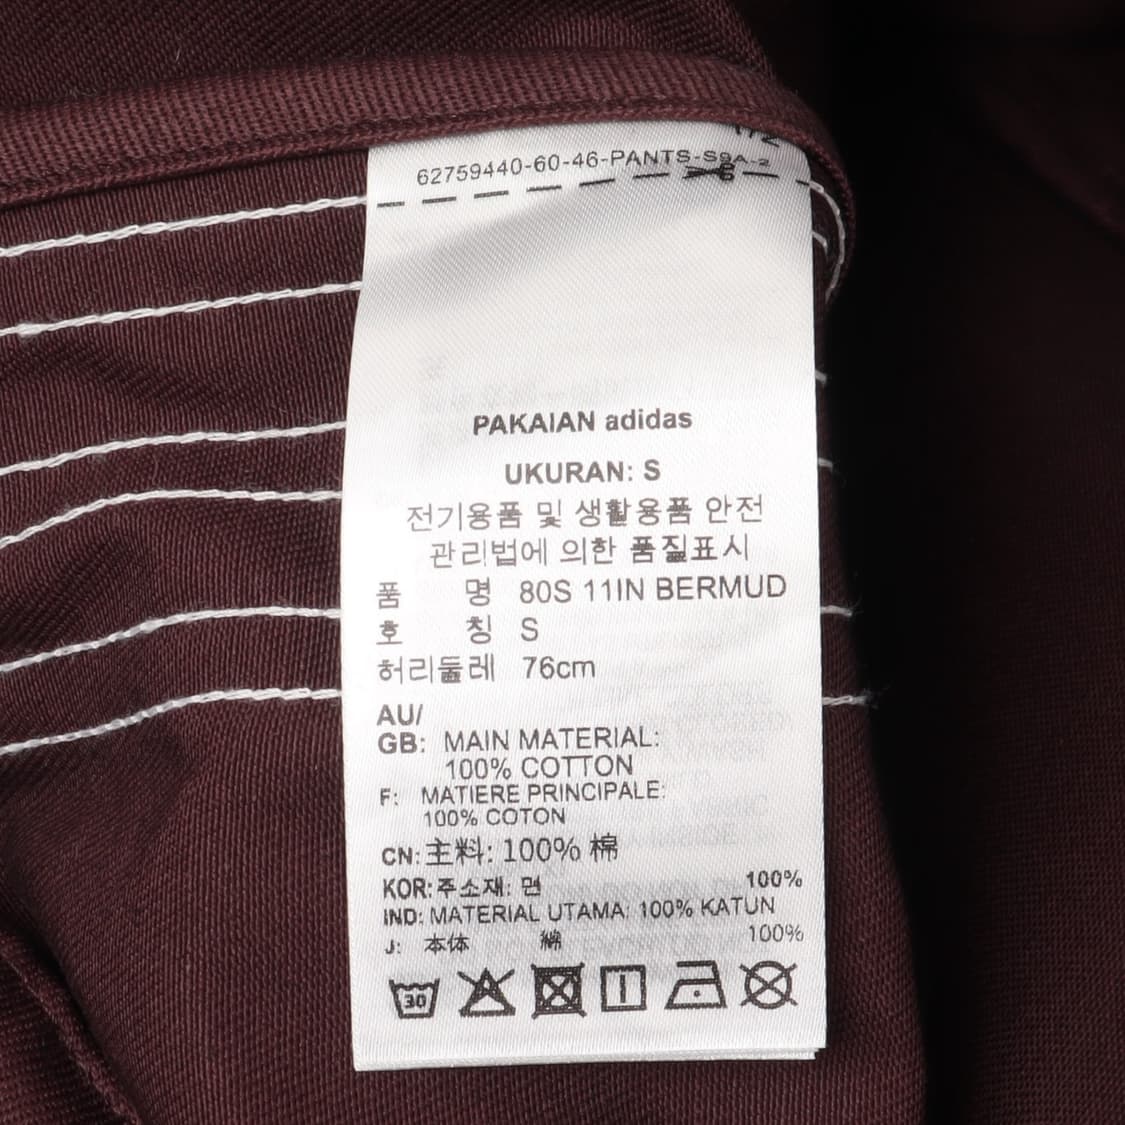 62759440-60-46-PANTS-S9A-2
PAKAIAN adidas
UKURAN: S
전기용품 및 생활용품 안전
관리법에 의한 품질표시
품 명 80S 11IN BERMUD
호 칭 S
허리둘레 76cm
AU/
GB: MAIN MATERIAL:
100% COTTON
F: MATIERE PRINCIPALE:
100% COTON
CN: 主料: 100% 棉
KOR: 주소재: 면 100%
IND: MATERIAL UTAMA: 100% KATUN
J: 本体 綿 100%
30